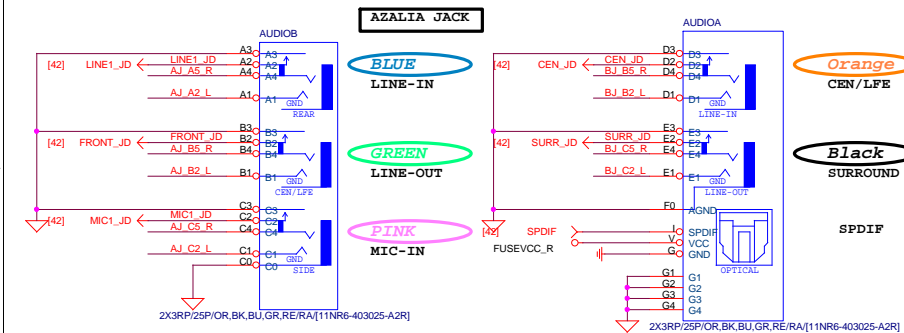 AZALIA JACK
AUDIOB
A3 A3
[42] LINE1_JD LINE1_JD A2 A2
AJ_A5_R A4 A4
AJ_A2_L A1 A1
GND
REAR
BLUE
LINE-IN
B3 B3
[42] FRONT_JD FRONT_JD B2 B2
AJ_B5_R B4 B4
AJ_B2_L B1 B1
GND
CEN/LFE
GREEN
LINE-OUT
C3 C3
[42] MIC1_JD MIC1_JD C2 C2
AJ_C5_R C4 C4
AJ_C2_L C1 C1
GND
C0 C0
SIDE
PINK
MIC-IN
2X3RP/25P/OR,BK,BU,GR,RE/RA/[11NR6-403025-A2R]
AUDIOA
D3 D3
[42] CEN_JD CEN_JD D2 D2
BJ_B5_R D4 D4
BJ_B2_L D1 D1
GND
LINE-IN
Orange
CEN/LFE
E3 E3
[42] SURR_JD SURR_JD E2 E2
BJ_C5_R E4 E4
BJ_C2_L E1 E1
GND
LINE-OUT
Black
SURROUND
F0 AGND
[42] SPDIF I SPDIF
FUSEVCC_R V VCC
G GND
OPTICAL
SPDIF
G1 G1
G2 G2
G3 G3
G4 G4
2X3RP/25P/OR,BK,BU,GR,RE/RA/[11NR6-403025-A2R]